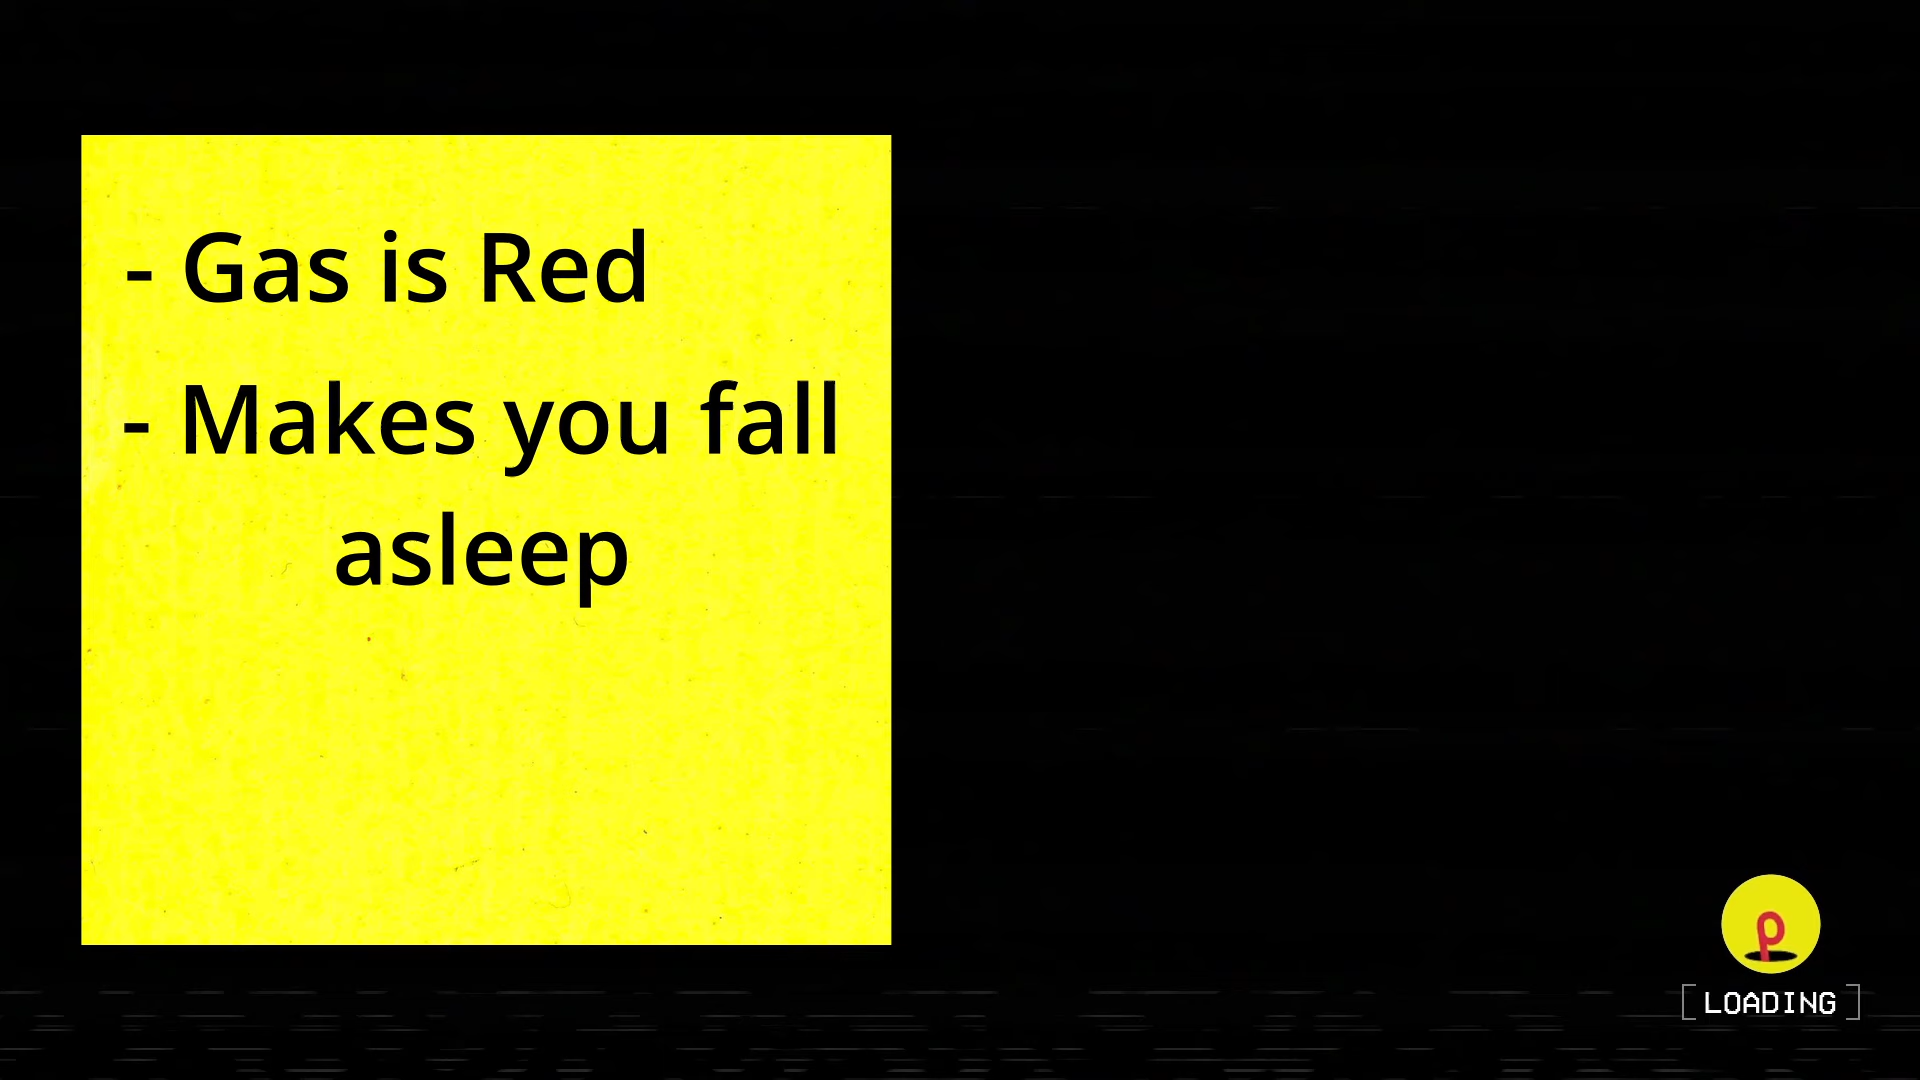 - Gas is Red
- Makes you fall
asleep
p
[LOADING]